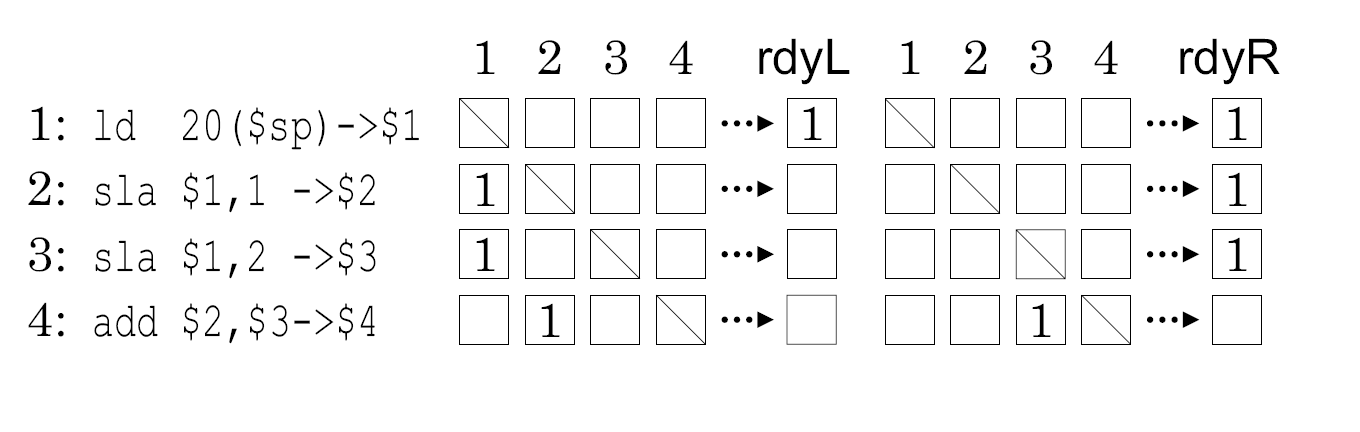 1 2 3 4 rdyL 1 2 3 4 rdyR
1: ld 20($sp)->$1 1 1
2: sla $1,1 ->$2 1 1
3: sla $1,2 ->$3 1 1
4: add $2,$3->$4 1 1